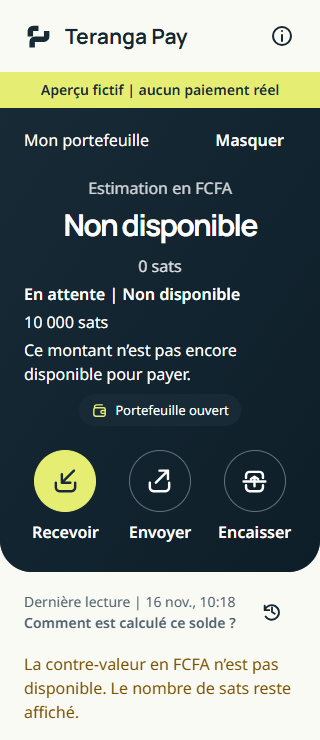 Teranga Pay
Aperçu fictif | aucun paiement réel
Mon portefeuille
Masquer
Estimation en FCFA
Non disponible
0 sats
En attente | Non disponible
10 000 sats
Ce montant n’est pas encore
disponible pour payer.
Portefeuille ouvert
Recevoir
Envoyer
Encaisser
Dernière lecture | 16 nov., 10:18
Comment est calculé ce solde ?
La contre-valeur en FCFA n’est pas
disponible. Le nombre de sats reste
affiché.